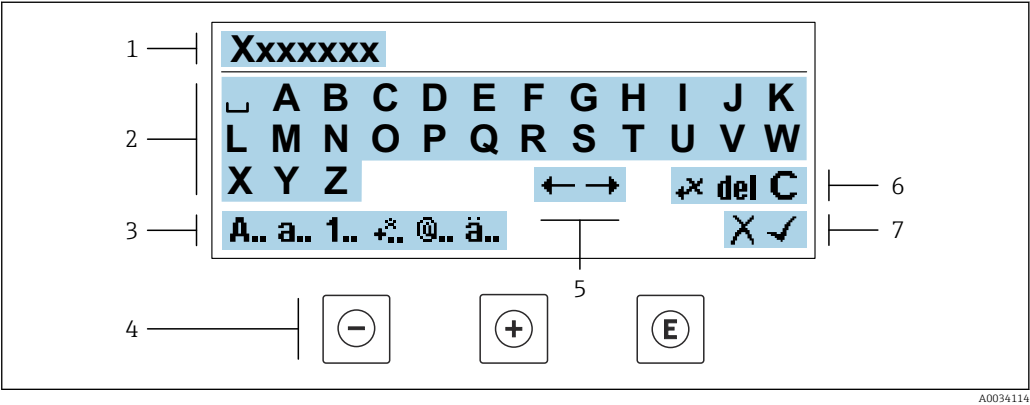 1 Xxxxxxx
2 ␣ A B C D E F G H I J K
L M N O P Q R S T U V W
X Y Z ← → +× del C 6
3 A.. a.. 1.. +×.. @.. ä.. X ✓ 7
5
4 − + E
A0034114